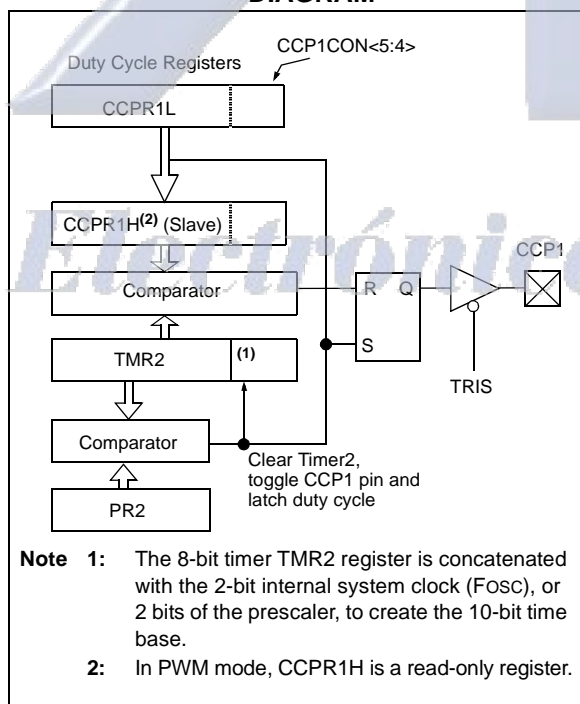 DIAGRAM
CCP1CON<5:4>
Duty Cycle Registers
CCPR1L
CCPR1H(2) (Slave)
Electrónica
CCP1
Comparator
R Q
TMR2
(1)
S
TRIS
Comparator
Clear Timer2,
toggle CCP1 pin and
latch duty cycle
PR2
Note 1: The 8-bit timer TMR2 register is concatenated
with the 2-bit internal system clock (FOSC), or
2 bits of the prescaler, to create the 10-bit time
base.
2: In PWM mode, CCPR1H is a read-only register.